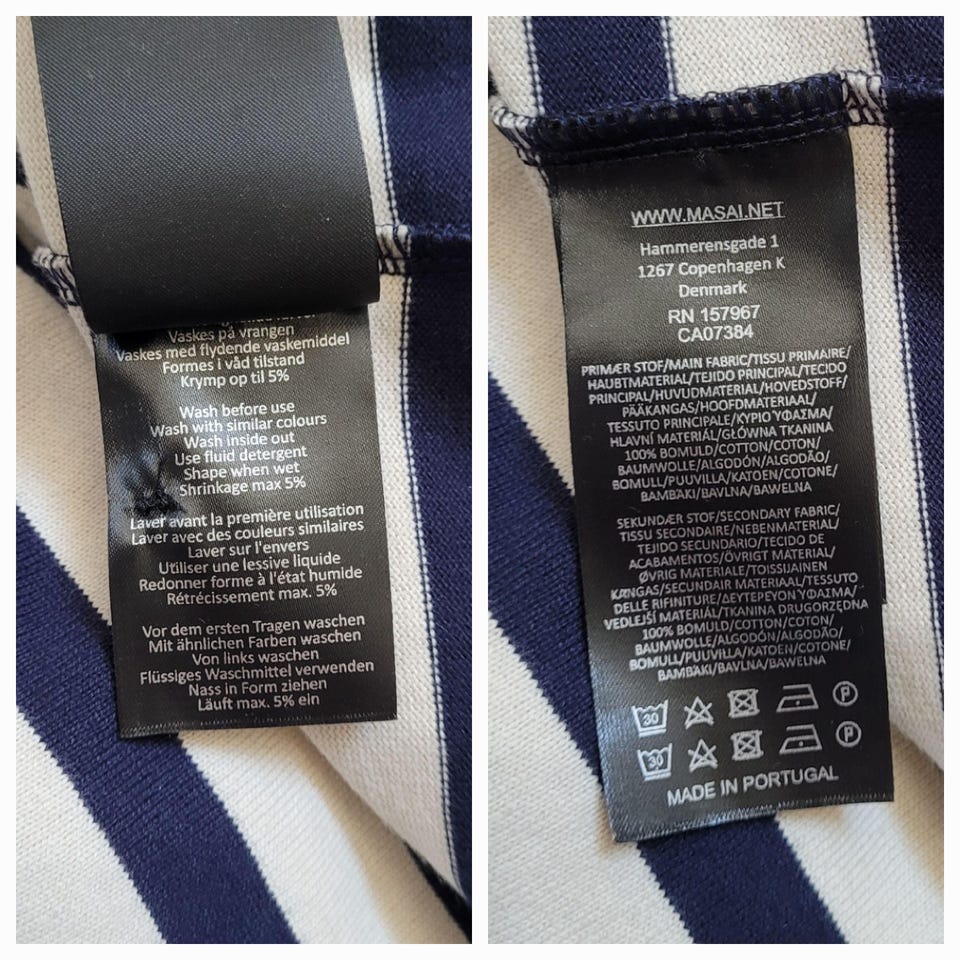 Vaskes på vrangen
Vaskes med flydende vaskemiddel
Formes i våd tilstand
Krymp op til 5%
Wash before use
Wash with similar colours
Wash inside out
Use fluid detergent
Shape when wet
Shrinkage max 5%
Laver avant la première utilisation
Laver avec des couleurs similaires
Laver sur l'envers
Utiliser une lessive liquide
Redonner forme à l'état humide
Rétrécissement max. 5%
Vor dem ersten Tragen waschen
Mit ähnlichen Farben waschen
Von links waschen
Flüssiges Waschmittel verwenden
Nass in Form ziehen
Läuft max. 5% ein
WWW.MASAI.NET
Hammerensgade 1
1267 Copenhagen K
Denmark
RN 157967
CA07384
PRIMÆR STOF/MAIN FABRIC/TISSU PRIMAIRE/
HAUBTMATERIAL/TEJIDO PRINCIPAL/TECIDO
PRINCIPAL/HUVUDMATERIAL/HOVEDSTOFF/
PÄÄKANGAS/HOOFDMATERIAAL/
TESSUTO PRINCIPALE/ΚΥΡΙΟ ΎΦΑΣΜΑ/
HLAVNÍ MATERIÁL/GŁÓWNA TKANINA
100% BOMULD/COTTON/COTON/
BAUMWOLLE/ALGODÓN/ALGODÃO/
BOMULL/PUUVILLA/KATOEN/COTONE/
ΒΑΜΒΆΚΙ/BAVLNA/BAWEŁNA
SEKUNDÆR STOF/SECONDARY FABRIC/
TISSU SECONDAIRE/NEBENMATERIAL/
TEJIDO SECUNDARIO/TECIDO DE
ACABAMENTOS/ÖVRIGT MATERIAL/
ØVRIG MATERIALE/TOISSIJAINEN
KANGAS/SECUNDAIR MATERIAAL/TESSUTO
DELLE RIFINITURE/ΔΕΥΤΕΡΕΥΟΝ ΥΦΑΣΜΑ/
VEDLEJŠÍ MATERIÁL/TKANINA DRUGORZĘDNA
100% BOMULD/COTTON/COTON/
BAUMWOLLE/ALGODÓN/ALGODÃO/
BOMULL/PUUVILLA/KATOEN/COTONE/
ΒΑΜΒΆΚΙ/BAVLNA/BAWEŁNA
30 P
30 P
MADE IN PORTUGAL